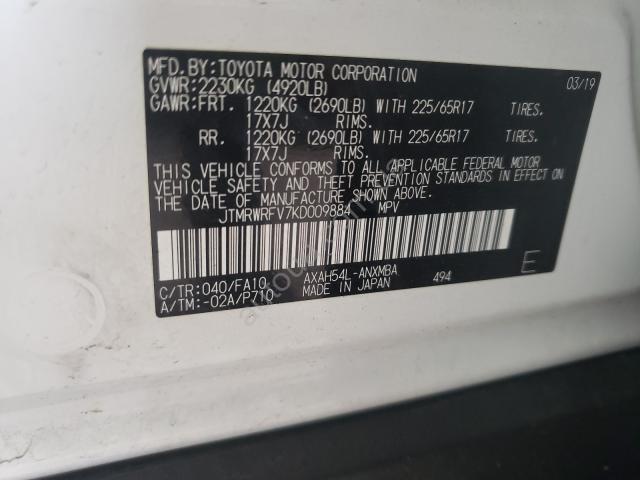 MFD. BY: TOYOTA MOTOR CORPORATION 03/19
GVWR: 2230KG (4920LB)
GAWR: FRT. 1220KG (2690LB) WITH 225/65R17 TIRES.
17X7J RIMS.
RR. 1220KG (2690LB) WITH 225/65R17 TIRES.
17X7J RIMS.
THIS VEHICLE CONFORMS TO ALL APPLICABLE FEDERAL MOTOR
VEHICLE SAFETY AND THEFT PREVENTION STANDARDS IN EFFECT ON
THE DATE OF MANUFACTURE SHOWN ABOVE.
JTMRWRFV7KD009884 MPV
C/TR: 040/FA10 AXAH54L-ANXMBA 494 E
A/TM: -02A/P710 MADE IN JAPAN